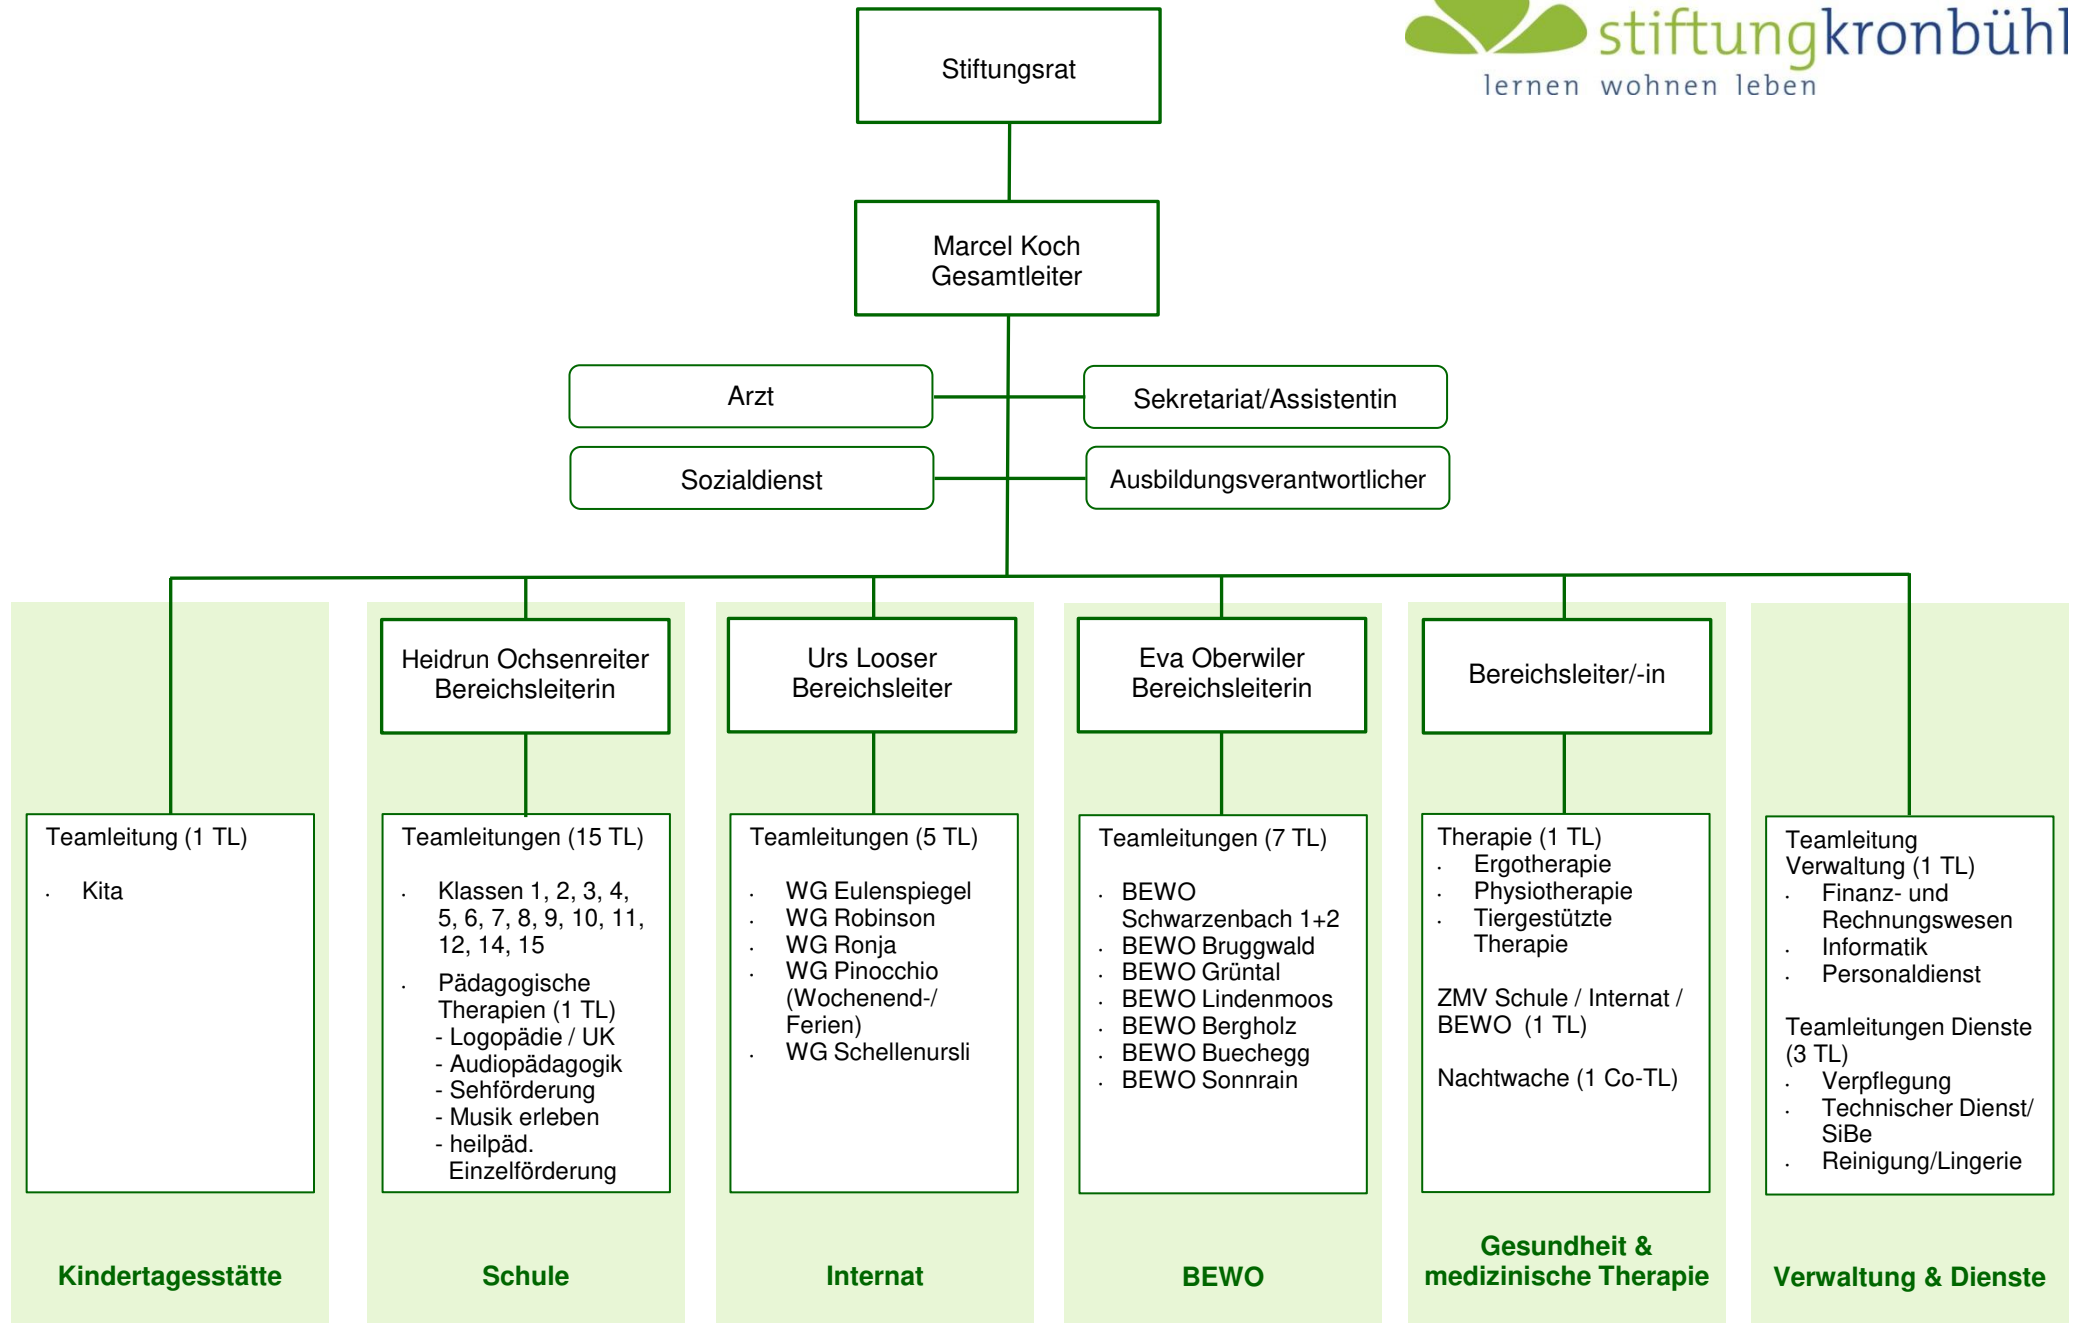 stiftungkronbühl
lernen wohnen leben
Stiftungsrat
Marcel Koch
Gesamtleiter
Arzt
Sekretariat/Assistentin
Sozialdienst
Ausbildungsverantwortlicher
Teamleitung (1 TL)
· Kita
Kindertagesstätte
Heidrun Ochsenreiter
Bereichsleiterin
Teamleitungen (15 TL)
· Klassen 1, 2, 3, 4,
5, 6, 7, 8, 9, 10, 11,
12, 14, 15
· Pädagogische
Therapien (1 TL)
- Logopädie / UK
- Audiopädagogik
- Sehförderung
- Musik erleben
- heilpäd.
Einzelförderung
Schule
Urs Looser
Bereichsleiter
Teamleitungen (5 TL)
· WG Eulenspiegel
· WG Robinson
· WG Ronja
· WG Pinocchio
(Wochenend-/
Ferien)
· WG Schellenursli
Internat
Eva Oberwiler
Bereichsleiterin
Teamleitungen (7 TL)
· BEWO
Schwarzenbach 1+2
· BEWO Bruggwald
· BEWO Grüntal
· BEWO Lindenmoos
· BEWO Bergholz
· BEWO Buechegg
· BEWO Sonnrain
BEWO
Bereichsleiter/-in
Therapie (1 TL)
· Ergotherapie
· Physiotherapie
· Tiergestützte
Therapie
ZMV Schule / Internat /
BEWO (1 TL)
Nachtwache (1 Co-TL)
Gesundheit &
medizinische Therapie
Teamleitung
Verwaltung (1 TL)
· Finanz- und
Rechnungswesen
· Informatik
· Personaldienst
Teamleitungen Dienste
(3 TL)
· Verpflegung
· Technischer Dienst/
SiBe
· Reinigung/Lingerie
Verwaltung & Dienste